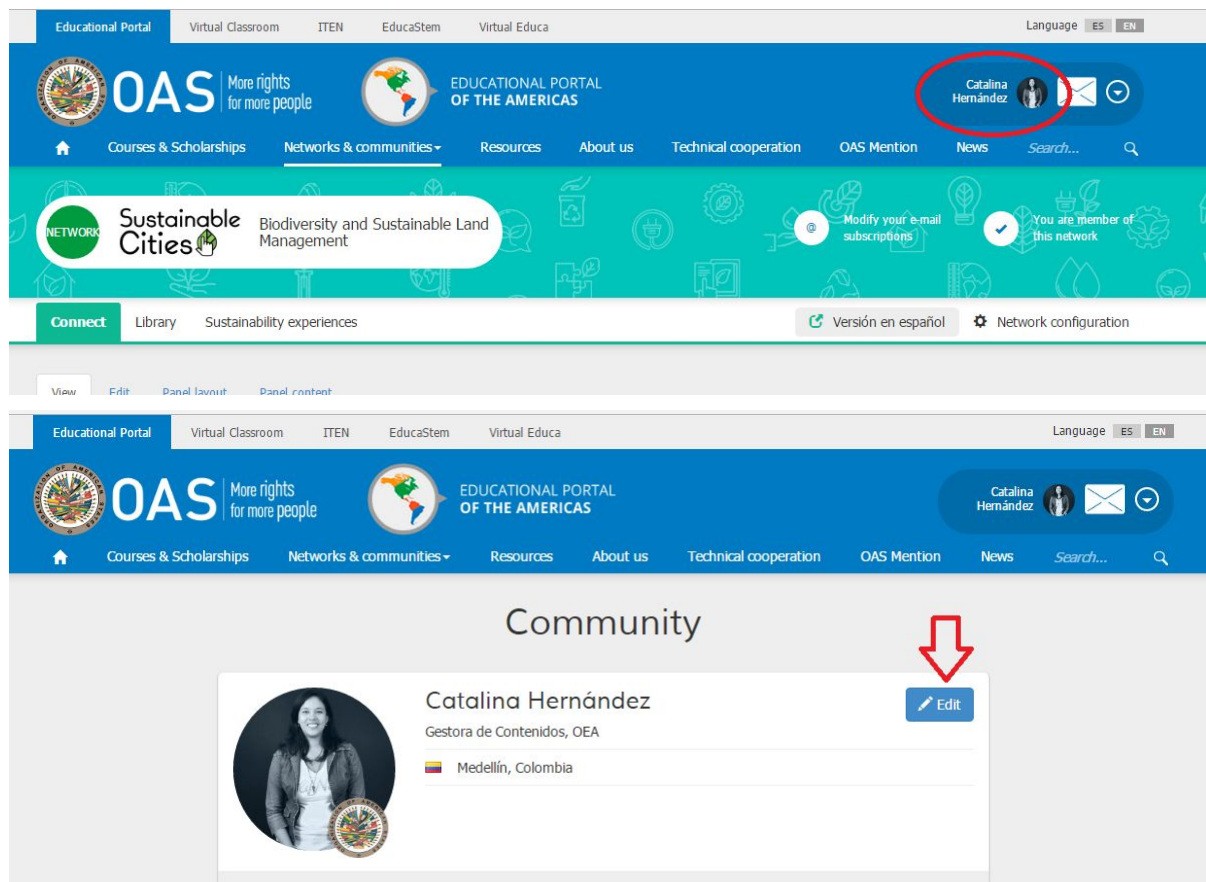 Educational Portal Virtual Classroom ITEN EducaStem Virtual Educa Language ES EN
OAS More rights
for more people
EDUCATIONAL PORTAL
OF THE AMERICAS
Catalina
Hernández
Courses & Scholarships Networks & communities Resources About us Technical cooperation OAS Mention News Search...
NETWORK
Sustainable
Cities
Biodiversity and Sustainable Land
Management
@
Modify your e-mail
subscriptions
You are member of
this network
Connect Library Sustainability experiences Versión en español Network configuration
View Edit Panel layout Panel content
Educational Portal Virtual Classroom ITEN EducaStem Virtual Educa Language ES EN
OAS More rights
for more people
EDUCATIONAL PORTAL
OF THE AMERICAS
Catalina
Hernández
Courses & Scholarships Networks & communities Resources About us Technical cooperation OAS Mention News Search...
Community
Catalina Hernández
Edit
Gestora de Contenidos, OEA
Medellín, Colombia